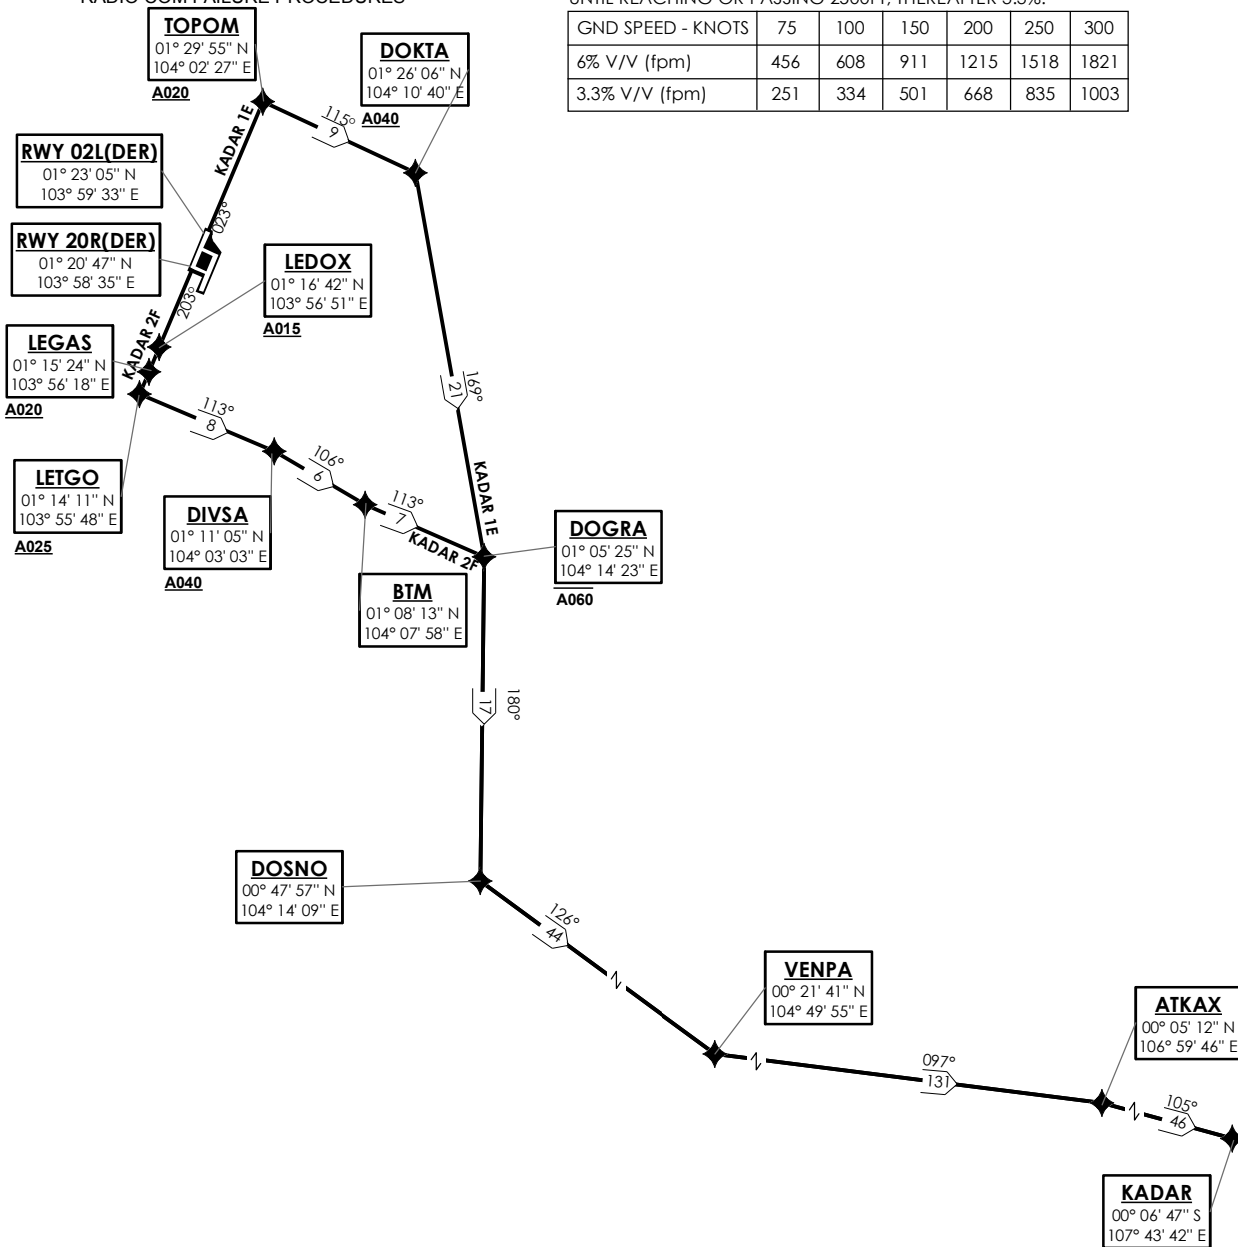 RADIO COM FAILURE PROCEDURES
UNTIL REACHING OR PASSING 2500FT, THEREAFTER 3.3%.
GND SPEED - KNOTS 75 100 150 200 250 300
6% V/V (fpm) 456 608 911 1215 1518 1821
3.3% V/V (fpm) 251 334 501 668 835 1003
TOPOM
01° 29' 55" N
104° 02' 27" E
A020
DOKTA
01° 26' 06" N
104° 10' 40" E
A040
115°
9
KADAR 1E
RWY 02L(DER)
01° 23' 05" N
103° 59' 33" E
023°
RWY 20R(DER)
01° 20' 47" N
103° 58' 35" E
203°
LEDOX
01° 16' 42" N
103° 56' 51" E
A015
KADAR 2F
LEGAS
01° 15' 24" N
103° 56' 18" E
A020
169°
21
KADAR 1E
113°
8
106°
6
113°
7
KADAR 2F
LETGO
01° 14' 11" N
103° 55' 48" E
A025
DIVSA
01° 11' 05" N
104° 03' 03" E
A040
BTM
01° 08' 13" N
104° 07' 58" E
DOGRA
01° 05' 25" N
104° 14' 23" E
A060
180°
17
DOSNO
00° 47' 57" N
104° 14' 09" E
126°
44
VENPA
00° 21' 41" N
104° 49' 55" E
097°
131
ATKAX
00° 05' 12" N
106° 59' 46" E
105°
46
KADAR
00° 06' 47" S
107° 43' 42" E